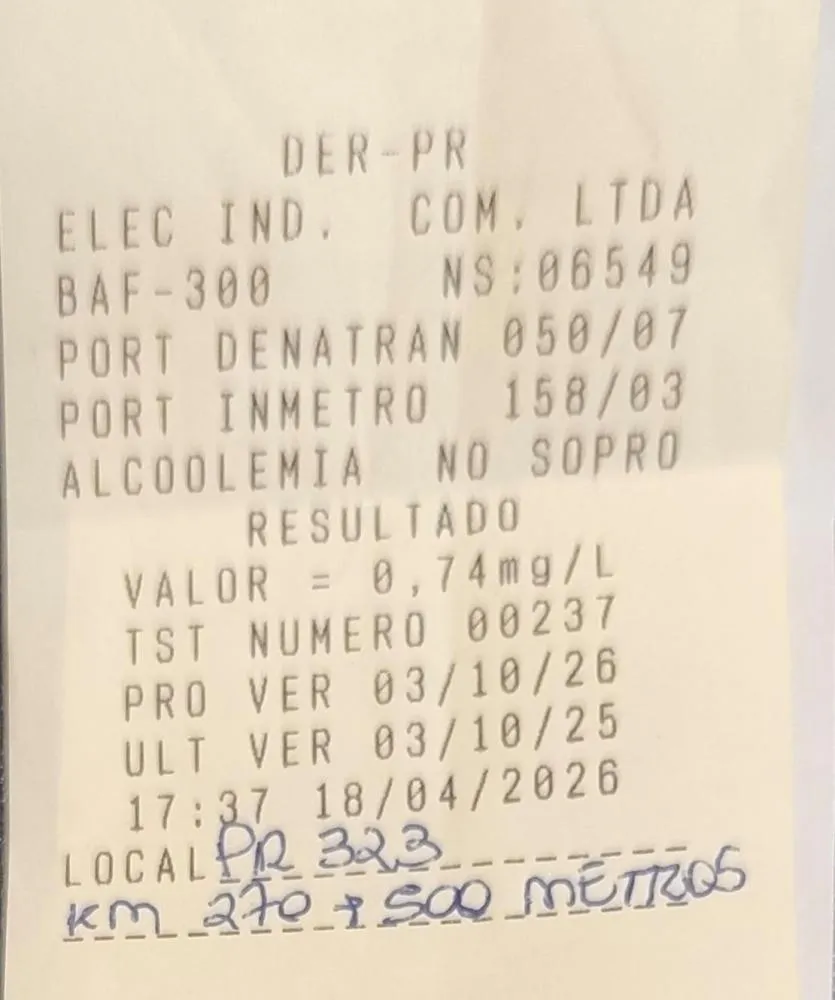 DER-PR
ELEC IND. COM. LTDA
BAF-300 NS:06549
PORT DENATRAN 050/07
PORT INMETRO 158/03
ALCOOLEMIA NO SOPRO
RESULTADO
VALOR = 0,74mg/L
TST NUMERO 00237
PRO VER 03/10/26
ULT VER 03/10/25
17:37 18/04/2026
LOCAL PR 323
KM 270 + 500 METROS